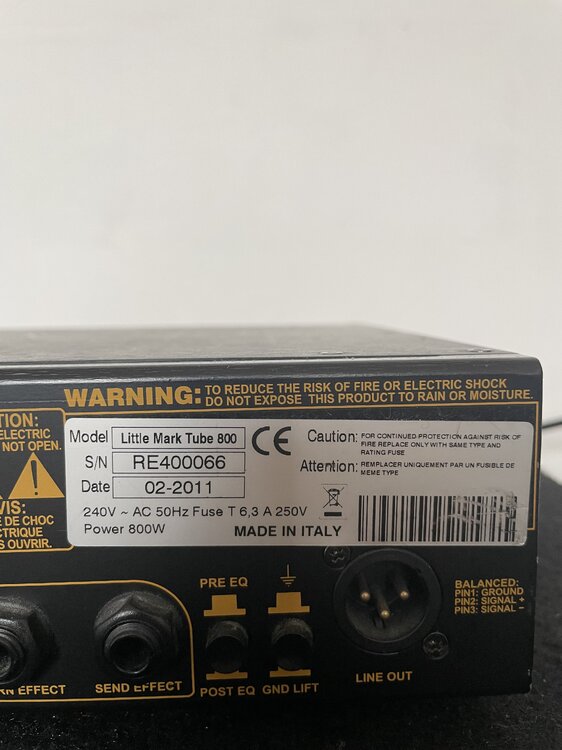 WARNING: TO REDUCE THE RISK OF FIRE OR ELECTRIC SHOCK
DO NOT EXPOSE THIS PRODUCT TO RAIN OR MOISTURE.
TION:
ELECTRIC
NOT OPEN.
VIS:
E DE CHOC
CTRIQUE
S OUVRIR.
Model Little Mark Tube 800 CE
S/N RE400066
Date 02-2011
240V ~ AC 50Hz Fuse T 6,3 A 250V
Power 800W MADE IN ITALY
Caution: FOR CONTINUED PROTECTION AGAINST RISK OF
FIRE REPLACE ONLY WITH SAME TYPE AND
RATING FUSE
Attention: REMPLACER UNIQUEMENT PAR UN FUSIBLE DE
MEME TYPE
PRE EQ
POST EQ
GND LIFT
RN EFFECT
SEND EFFECT
LINE OUT
BALANCED:
PIN1: GROUND
PIN2: SIGNAL +
PIN3: SIGNAL -